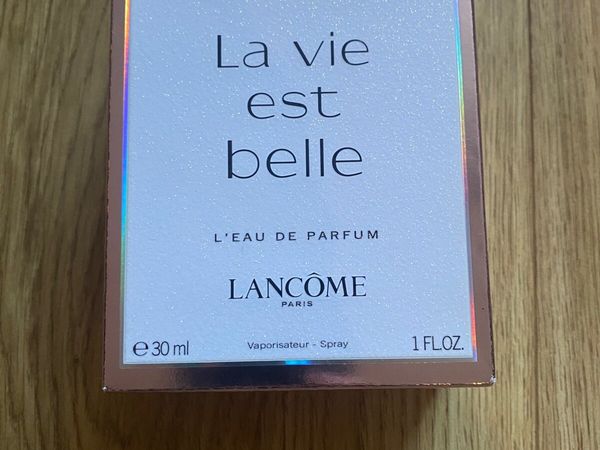 La vie
est
belle
L'EAU DE PARFUM
LANCÔME
PARIS
℮30 ml Vaporisateur - Spray 1 FL.OZ.